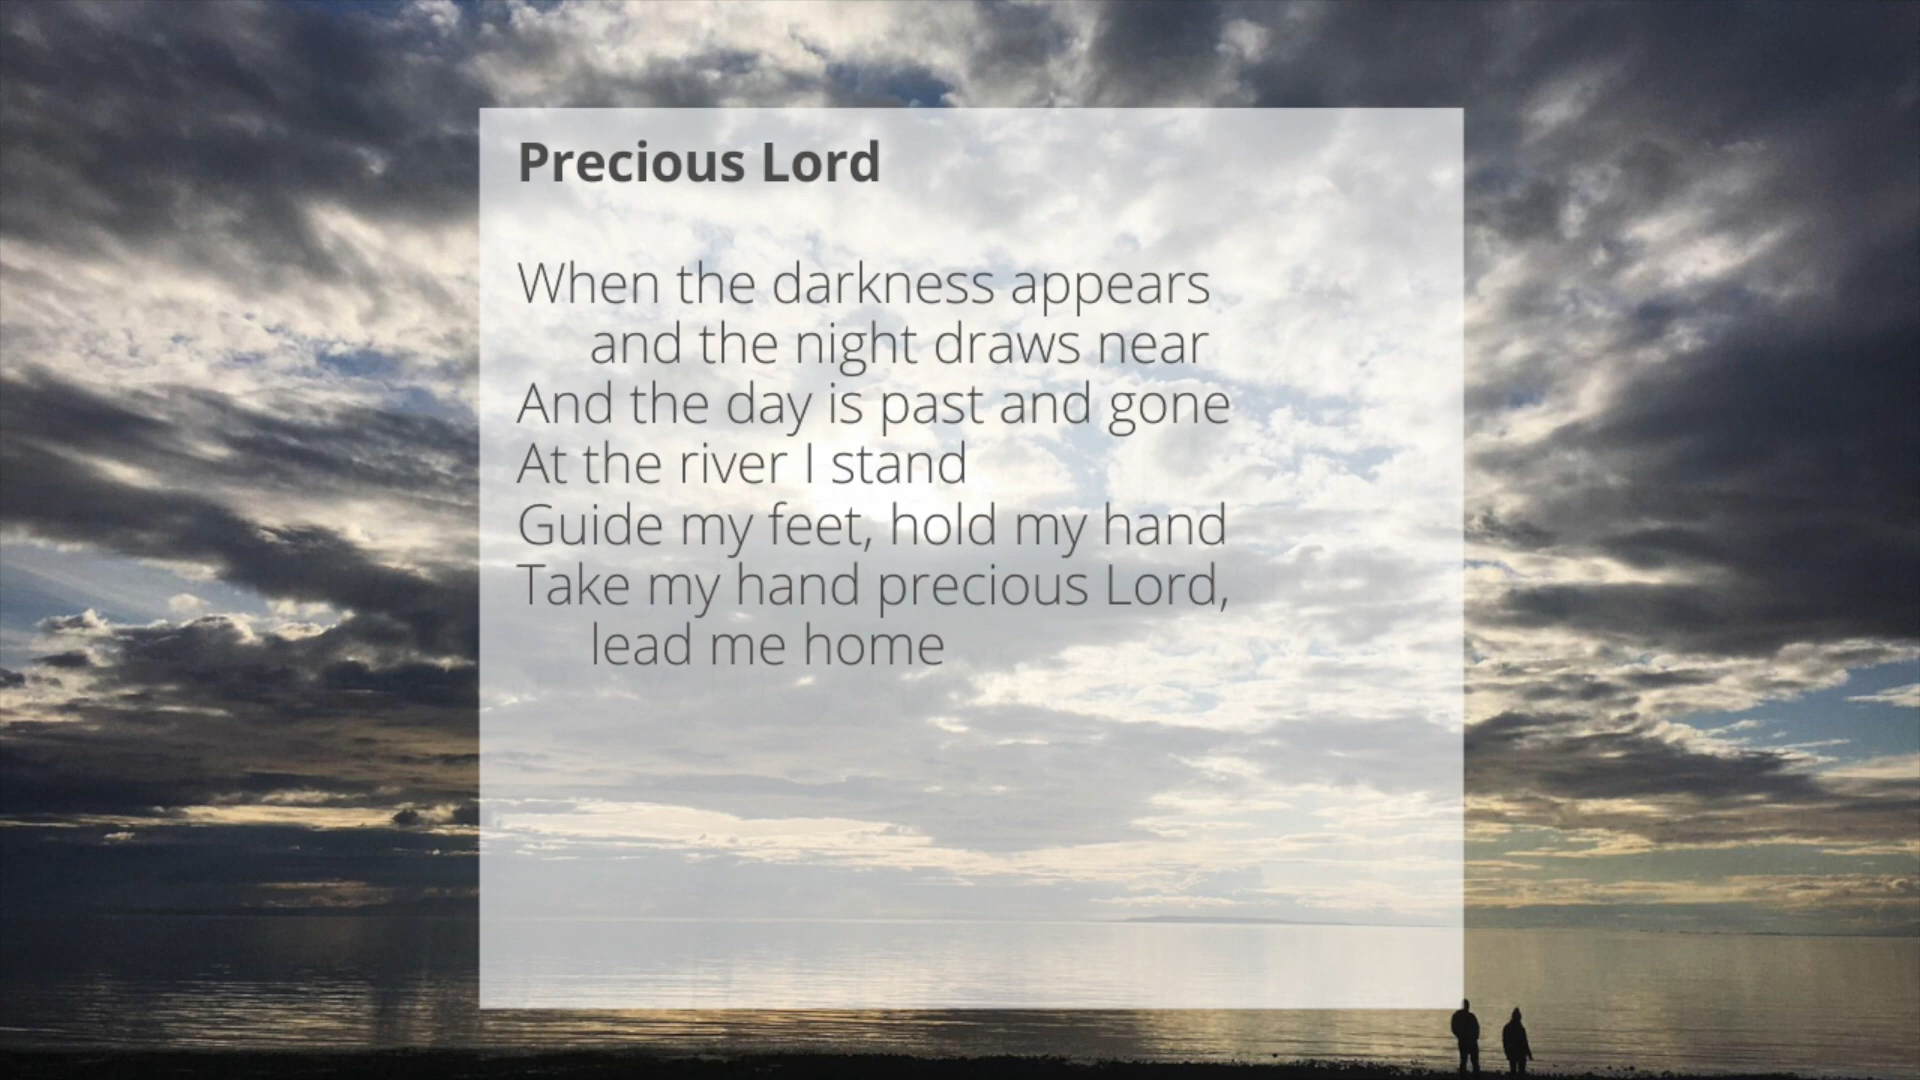 Precious Lord
When the darkness appears
and the night draws near
And the day is past and gone
At the river I stand
Guide my feet, hold my hand
Take my hand precious Lord,
lead me home